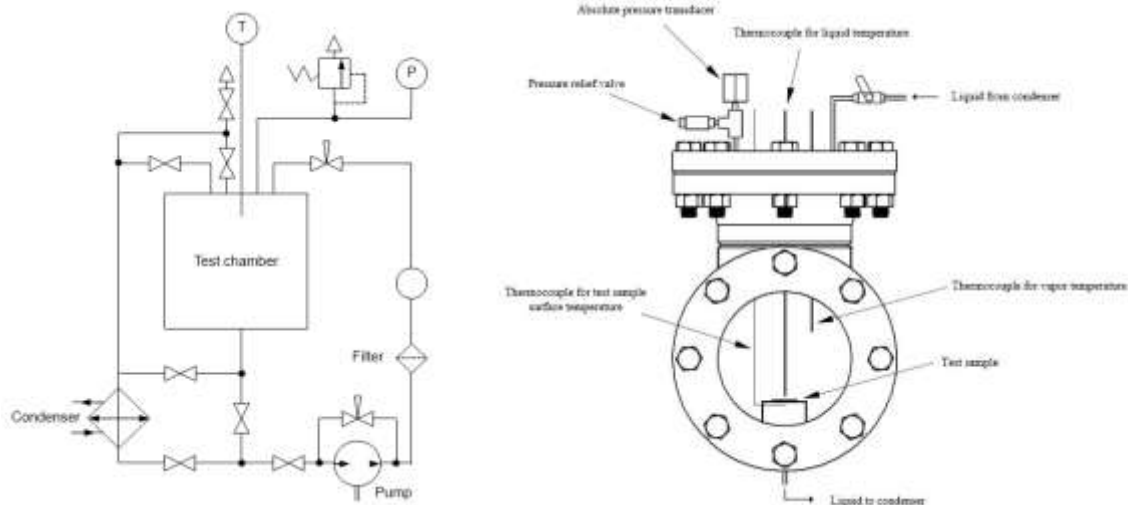 T
P
Test chamber
Filter
Condenser
Pump
Absolute pressure transducer
Thermocouple for liquid temperature
Pressure relief valve
Liquid from condenser
Thermocouple for test sample
surface temperature
Thermocouple for vapor temperature
Test sample
Liquid to condenser